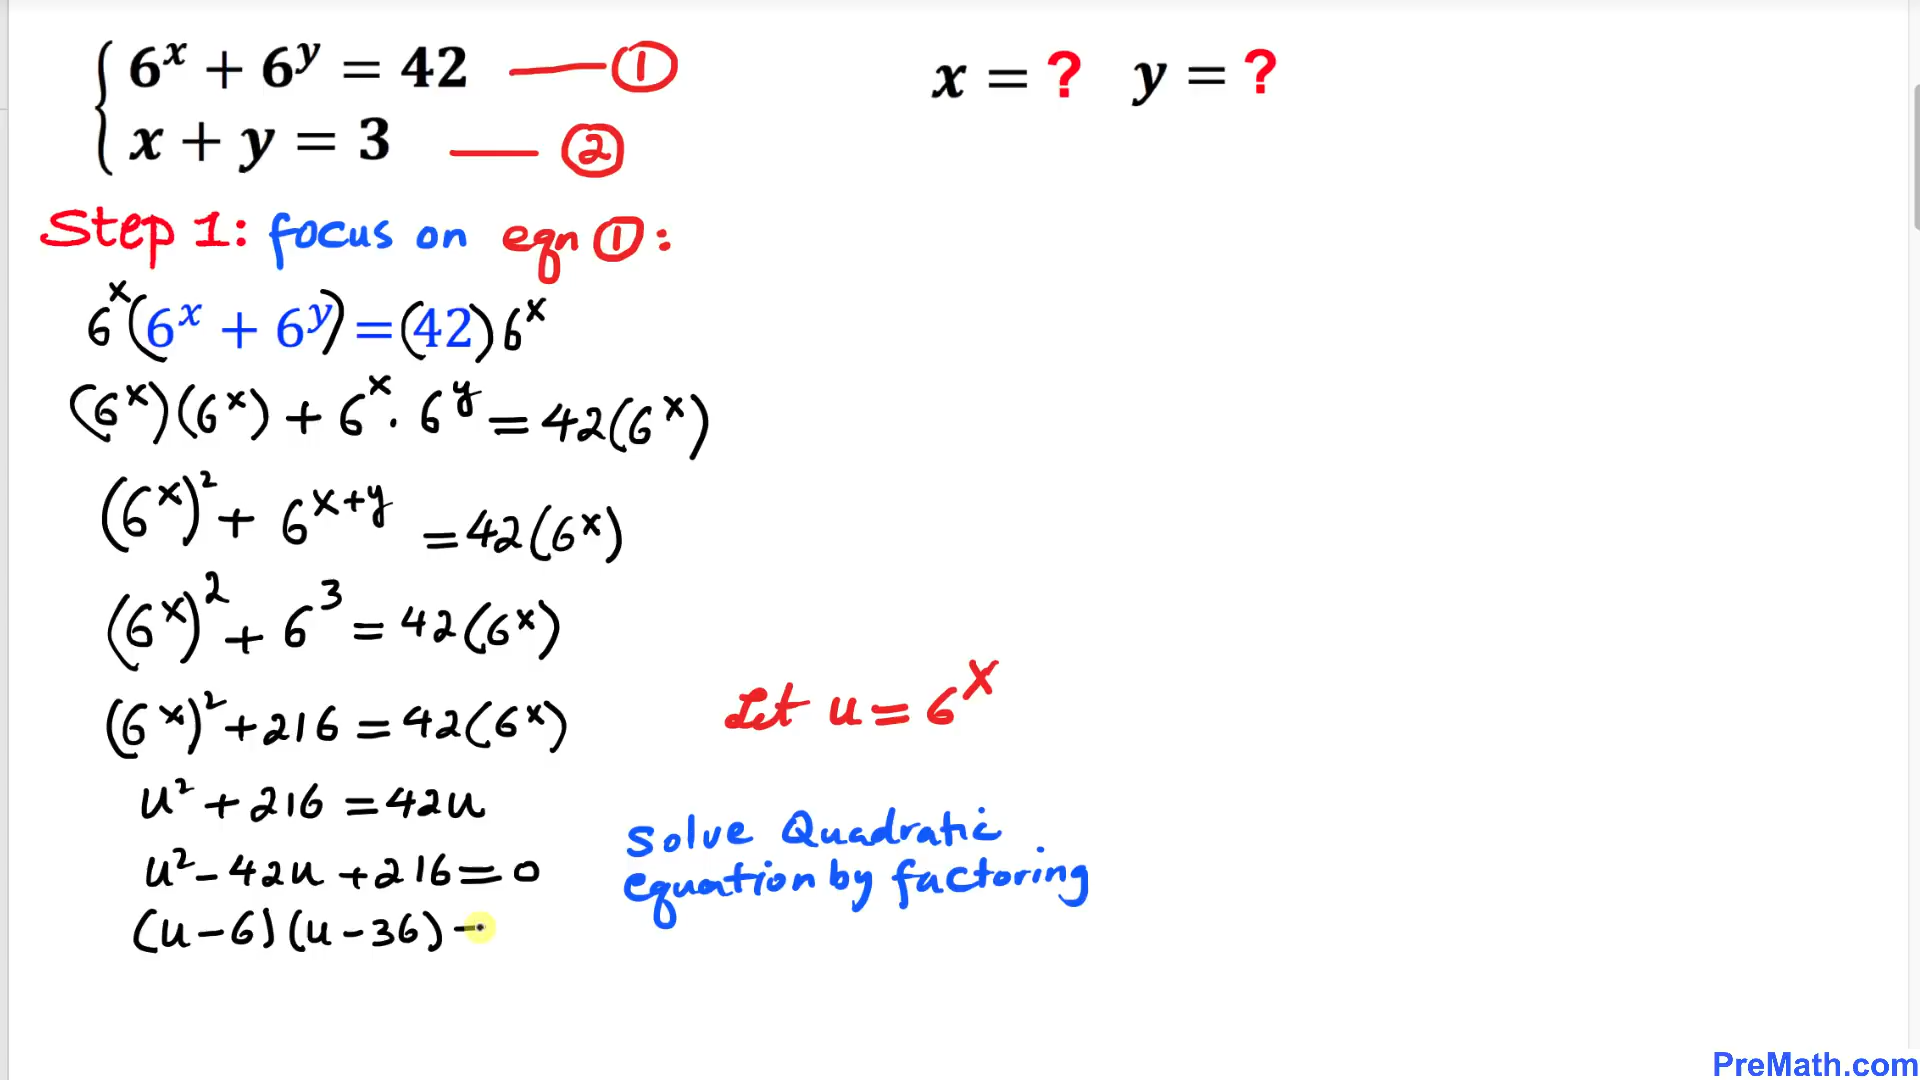 6^x + 6^y = 42 —— ①
x + y = 3 —— ②
x = ? y = ?
Step 1: focus on eqn ①:
6^x(6^x + 6^y) = (42)6^x
(6^x)(6^x) + 6^x · 6^y = 42(6^x)
(6^x)^2 + 6^{x+y} = 42(6^x)
(6^x)^2 + 6^3 = 42(6^x)
(6^x)^2 + 216 = 42(6^x)
Let u = 6^x
u^2 + 216 = 42u
u^2 - 42u + 216 = 0
(u - 6)(u - 36) -
Solve Quadratic
equation by factoring
PreMath.com